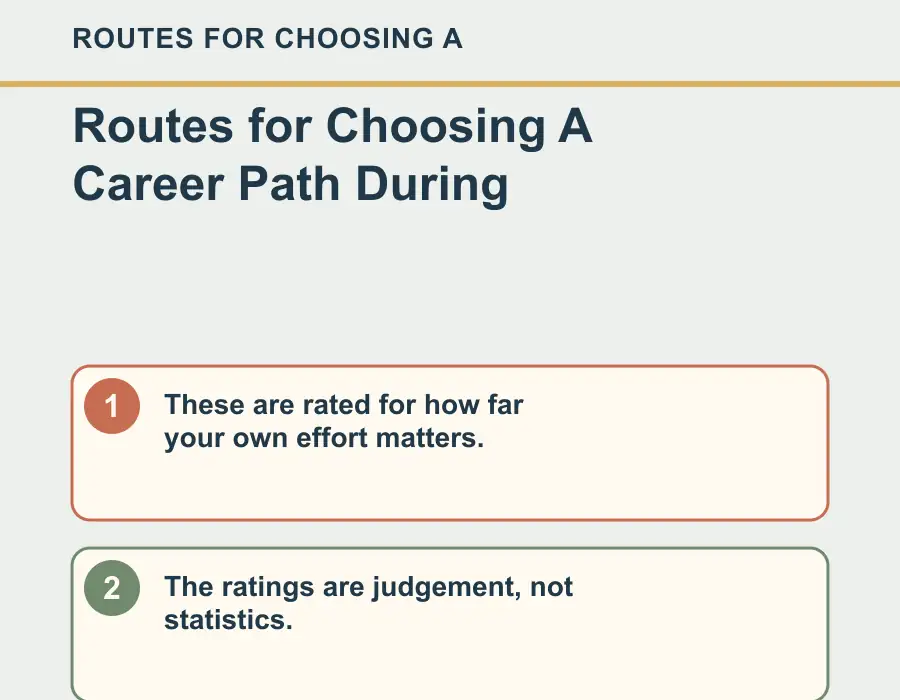 ROUTES FOR CHOOSING A
Routes for Choosing A
Career Path During
1
These are rated for how far
your own effort matters.
2
The ratings are judgement, not
statistics.